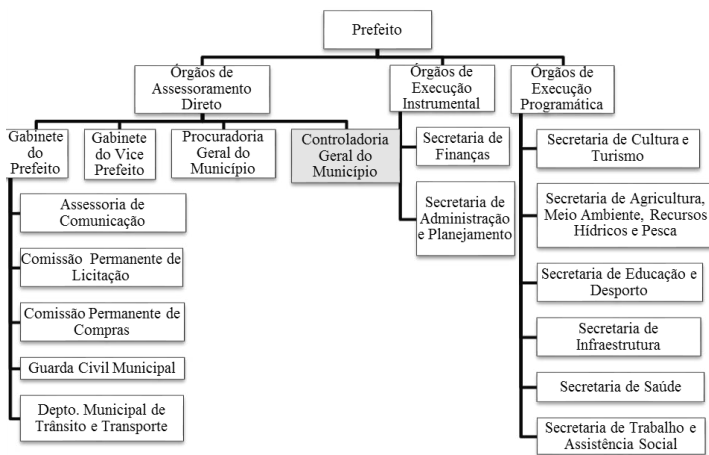 Prefeito
Órgãos de
Assessoramento
Direto
Órgãos de
Execução
Instrumental
Órgãos de
Execução
Programática
Gabinete
do
Prefeito
Gabinete
do Vice
Prefeito
Procuradoria
Geral do
Município
Controladoria
Geral do
Município
Assessoria de
Comunicação
Comissão Permanente de
Licitação
Comissão Permanente de
Compras
Guarda Civil Municipal
Depto. Municipal de
Trânsito e Transporte
Secretaria de
Finanças
Secretaria de
Administração
e Planejamento
Secretaria de Cultura e
Turismo
Secretaria de Agricultura,
Meio Ambiente, Recursos
Hídricos e Pesca
Secretaria de Educação e
Desporto
Secretaria de
Infraestrutura
Secretaria de Saúde
Secretaria de Trabalho e
Assistência Social